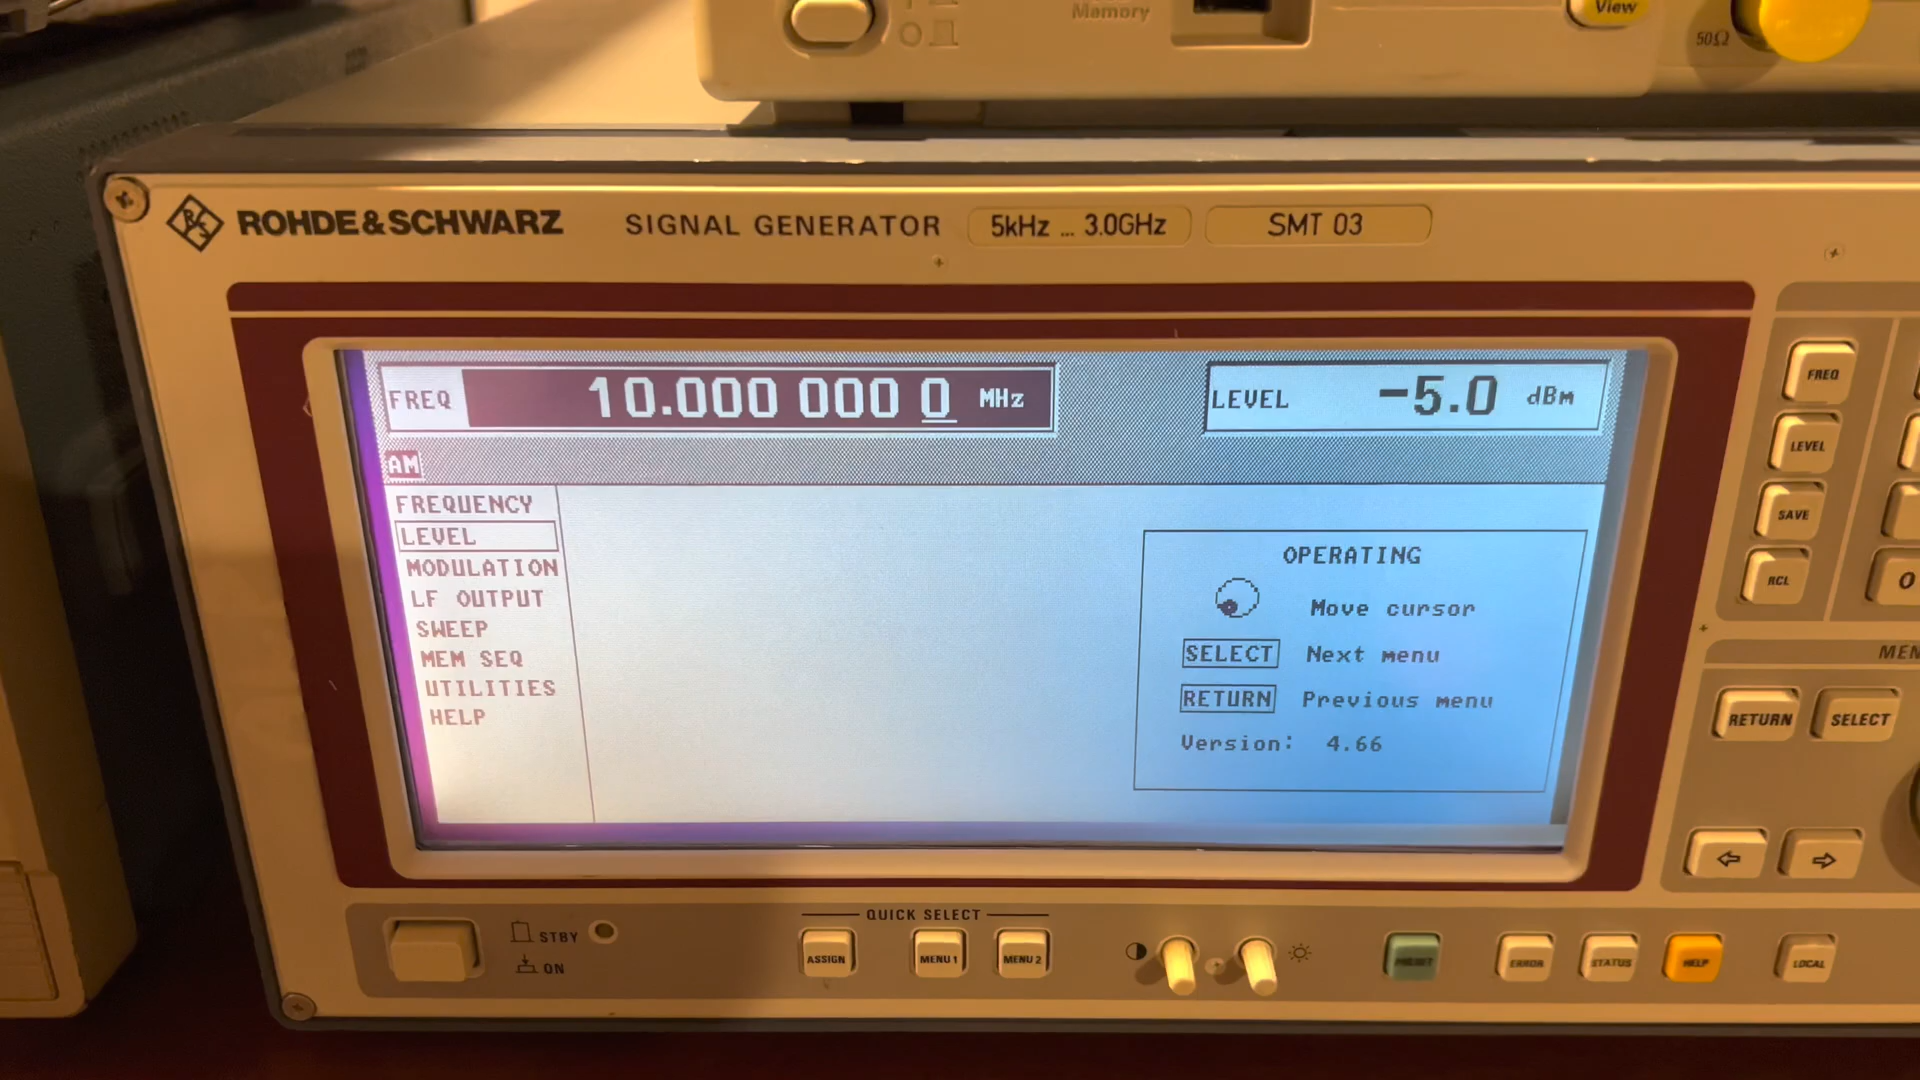 Memory
View
50Ω
R&S
ROHDE&SCHWARZ
SIGNAL GENERATOR
5kHz ... 3.0GHz
SMT 03
FREQ 10.000 000 0 MHz
LEVEL -5.0 dBm
AM
FREQUENCY
LEVEL
MODULATION
LF OUTPUT
SWEEP
MEM SEQ
UTILITIES
HELP
OPERATING
Move cursor
SELECT Next menu
RETURN Previous menu
Version: 4.66
FREQ
LEVEL
SAVE
RCL
0
MEN
RETURN
SELECT
QUICK SELECT
STBY
ON
ASSIGN
MENU 1
MENU 2
PRESET
ERROR
STATUS
HELP
LOCAL